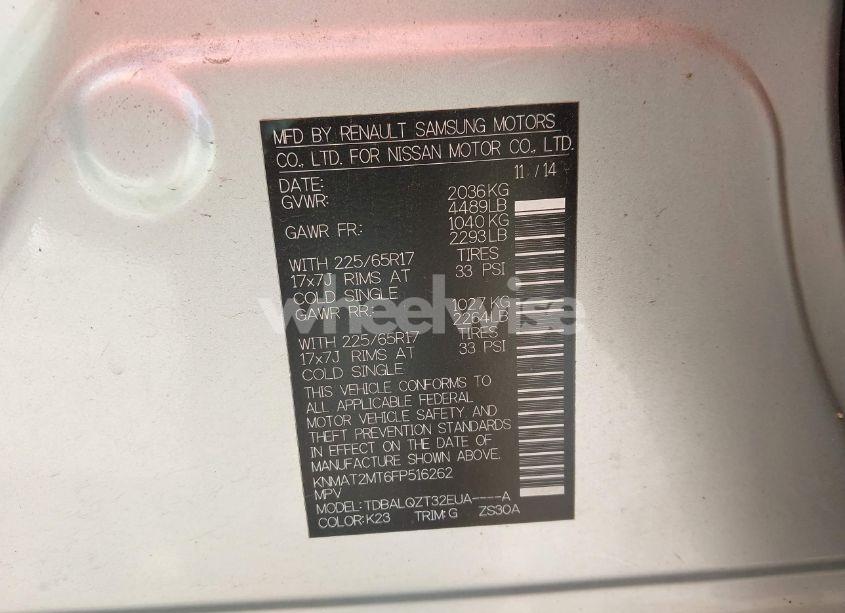 MFD BY RENAULT SAMSUNG MOTORS
CO., LTD. FOR NISSAN MOTOR CO., LTD.
DATE: 11 / 14
GVWR: 2036KG
4489LB
GAWR FR: 1040 KG
2293LB
WITH 225/65R17 TIRES
17x7J RIMS AT 33 PSI
COLD SINGLE
GAWR RR: 1027 KG
2264LB
WITH 225/65R17 TIRES
17x7J RIMS AT 33 PSI
COLD SINGLE
THIS VEHICLE CONFORMS TO
ALL APPLICABLE FEDERAL
MOTOR VEHICLE SAFETY, AND
THEFT PREVENTION STANDARDS
IN EFFECT ON THE DATE OF
MANUFACTURE SHOWN ABOVE.
KNMAT2MT6FP516262
MPV
MODEL: TDBALQZT32EUA----A
COLOR: K23 TRIM: G ZS30A
wheelwise